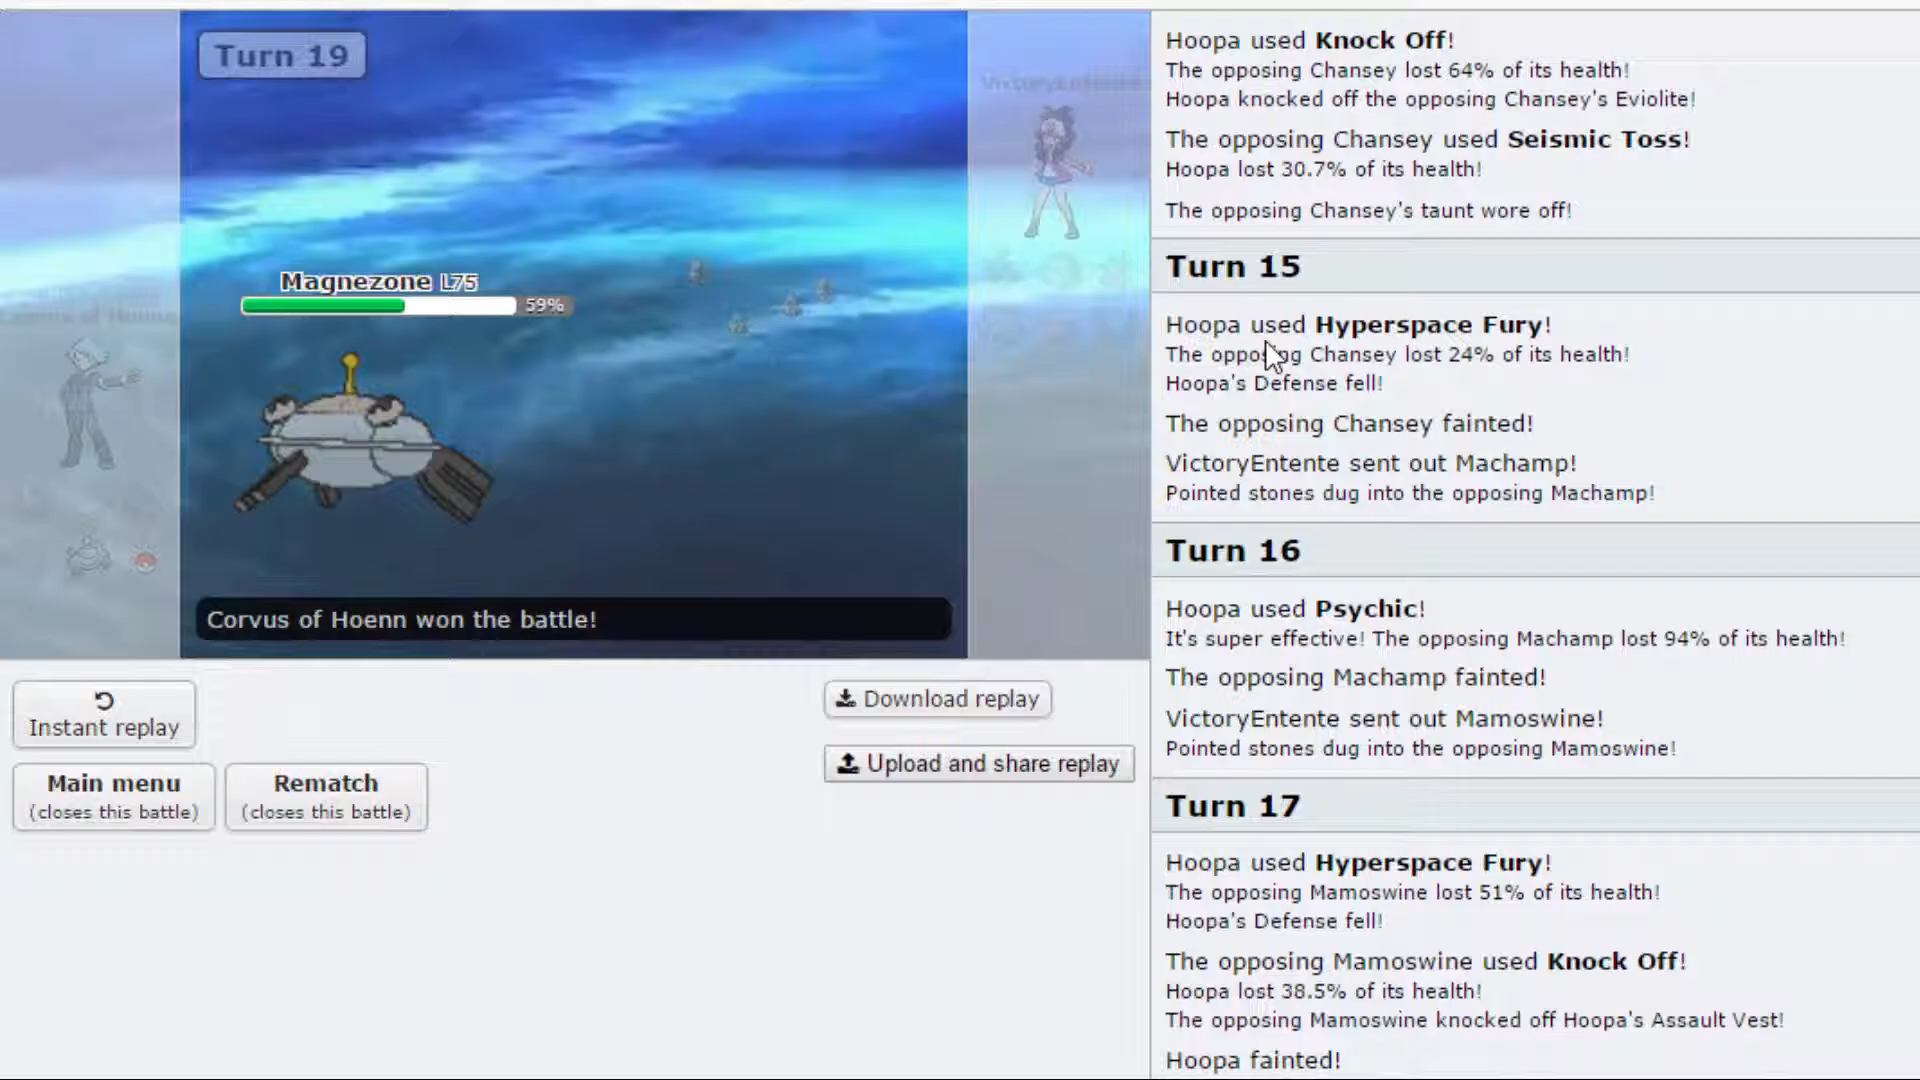 Turn 19
Magnezone L75
59%
Corvus of Hoenn won the battle!
Instant replay
Main menu
(closes this battle)
Rematch
(closes this battle)
Download replay
Upload and share replay
Hoopa used Knock Off!
The opposing Chansey lost 64% of its health!
Hoopa knocked off the opposing Chansey's Eviolite!
The opposing Chansey used Seismic Toss!
Hoopa lost 30.7% of its health!
The opposing Chansey's taunt wore off!
Turn 15
Hoopa used Hyperspace Fury!
The opposing Chansey lost 24% of its health!
Hoopa's Defense fell!
The opposing Chansey fainted!
VictoryEntente sent out Machamp!
Pointed stones dug into the opposing Machamp!
Turn 16
Hoopa used Psychic!
It's super effective! The opposing Machamp lost 94% of its health!
The opposing Machamp fainted!
VictoryEntente sent out Mamoswine!
Pointed stones dug into the opposing Mamoswine!
Turn 17
Hoopa used Hyperspace Fury!
The opposing Mamoswine lost 51% of its health!
Hoopa's Defense fell!
The opposing Mamoswine used Knock Off!
Hoopa lost 38.5% of its health!
The opposing Mamoswine knocked off Hoopa's Assault Vest!
Hoopa fainted!